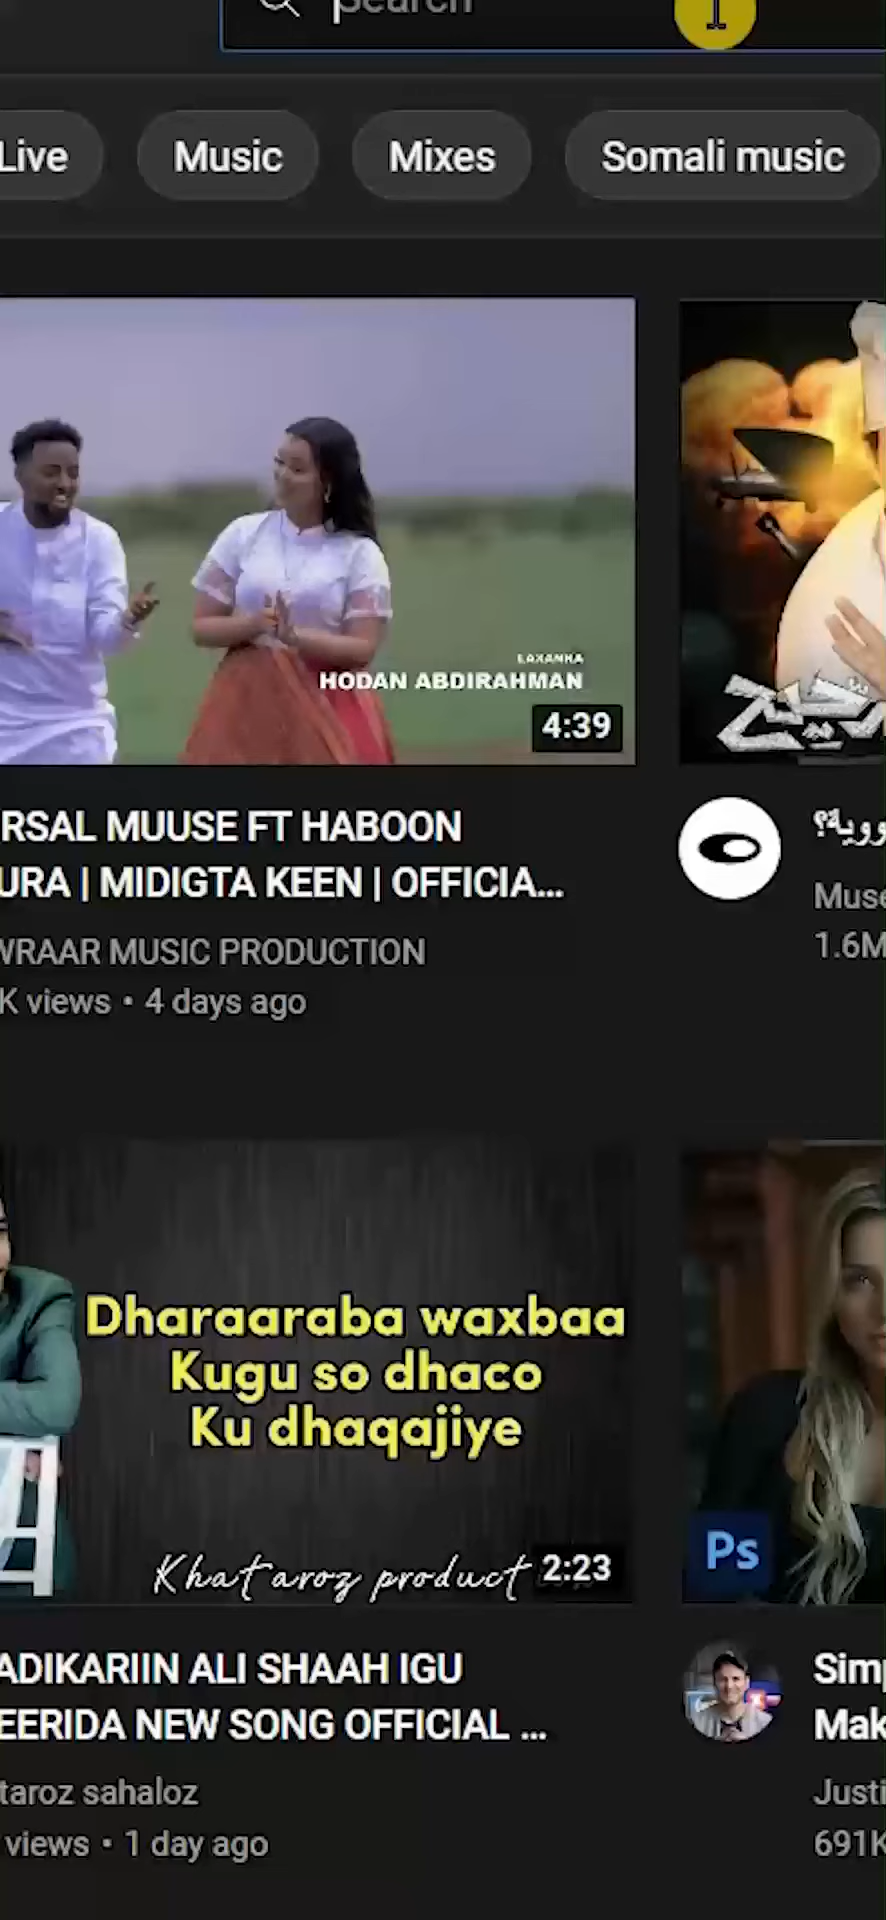 Search
Live
Music
Mixes
Somali music
LAXANKA
HODAN ABDIRAHMAN
4:39
RSAL MUUSE FT HABOON
URA | MIDIGTA KEEN | OFFICIA...
WRAAR MUSIC PRODUCTION
K views • 4 days ago
ووية؟
Muse
1.6M
Dharaaraba waxbaa
Kugu so dhaco
Ku dhaqajiye
Khataroz product
2:23
Ps
ADIKARIIN ALI SHAAH IGU
EERIDA NEW SONG OFFICIAL ...
taroz sahaloz
views • 1 day ago
Simp
Mak
Justi
691K